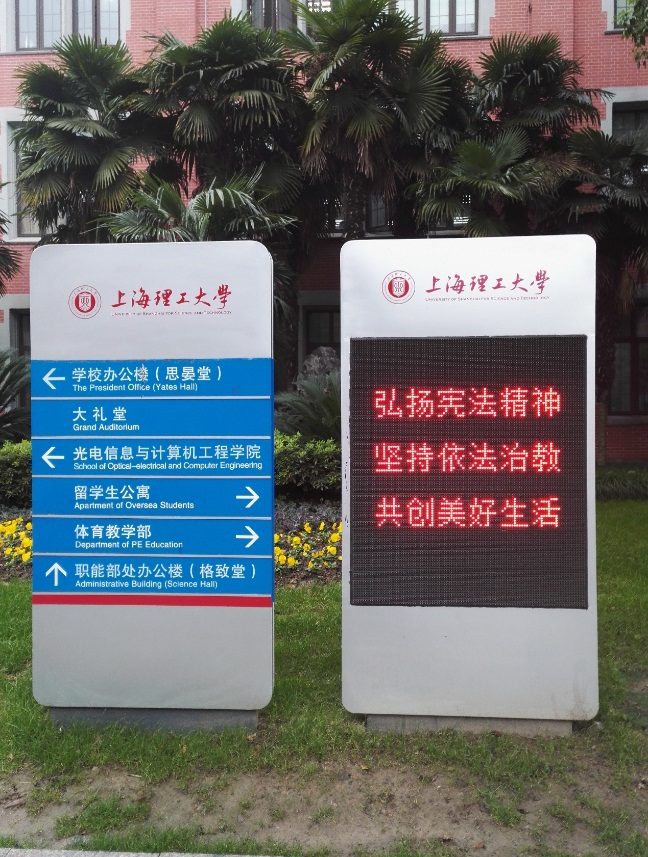 上海理工大學
UNIVERSITY OF SHANGHAI FOR SCIENCE AND TECHNOLOGY
学校办公楼（思晏堂）
The President Office (Yates Hall)
大礼堂
Grand Auditorium
光电信息与计算机工程学院
School of Optical-electrical and Computer Engineering
留学生公寓
Apartment of Oversea Students
体育教学部
Department of PE Education
职能部处办公楼（格致堂）
Administrative Building (Science Hall)
上海理工大學
UNIVERSITY OF SHANGHAI FOR SCIENCE AND TECHNOLOGY
弘扬宪法精神
坚持依法治教
共创美好生活